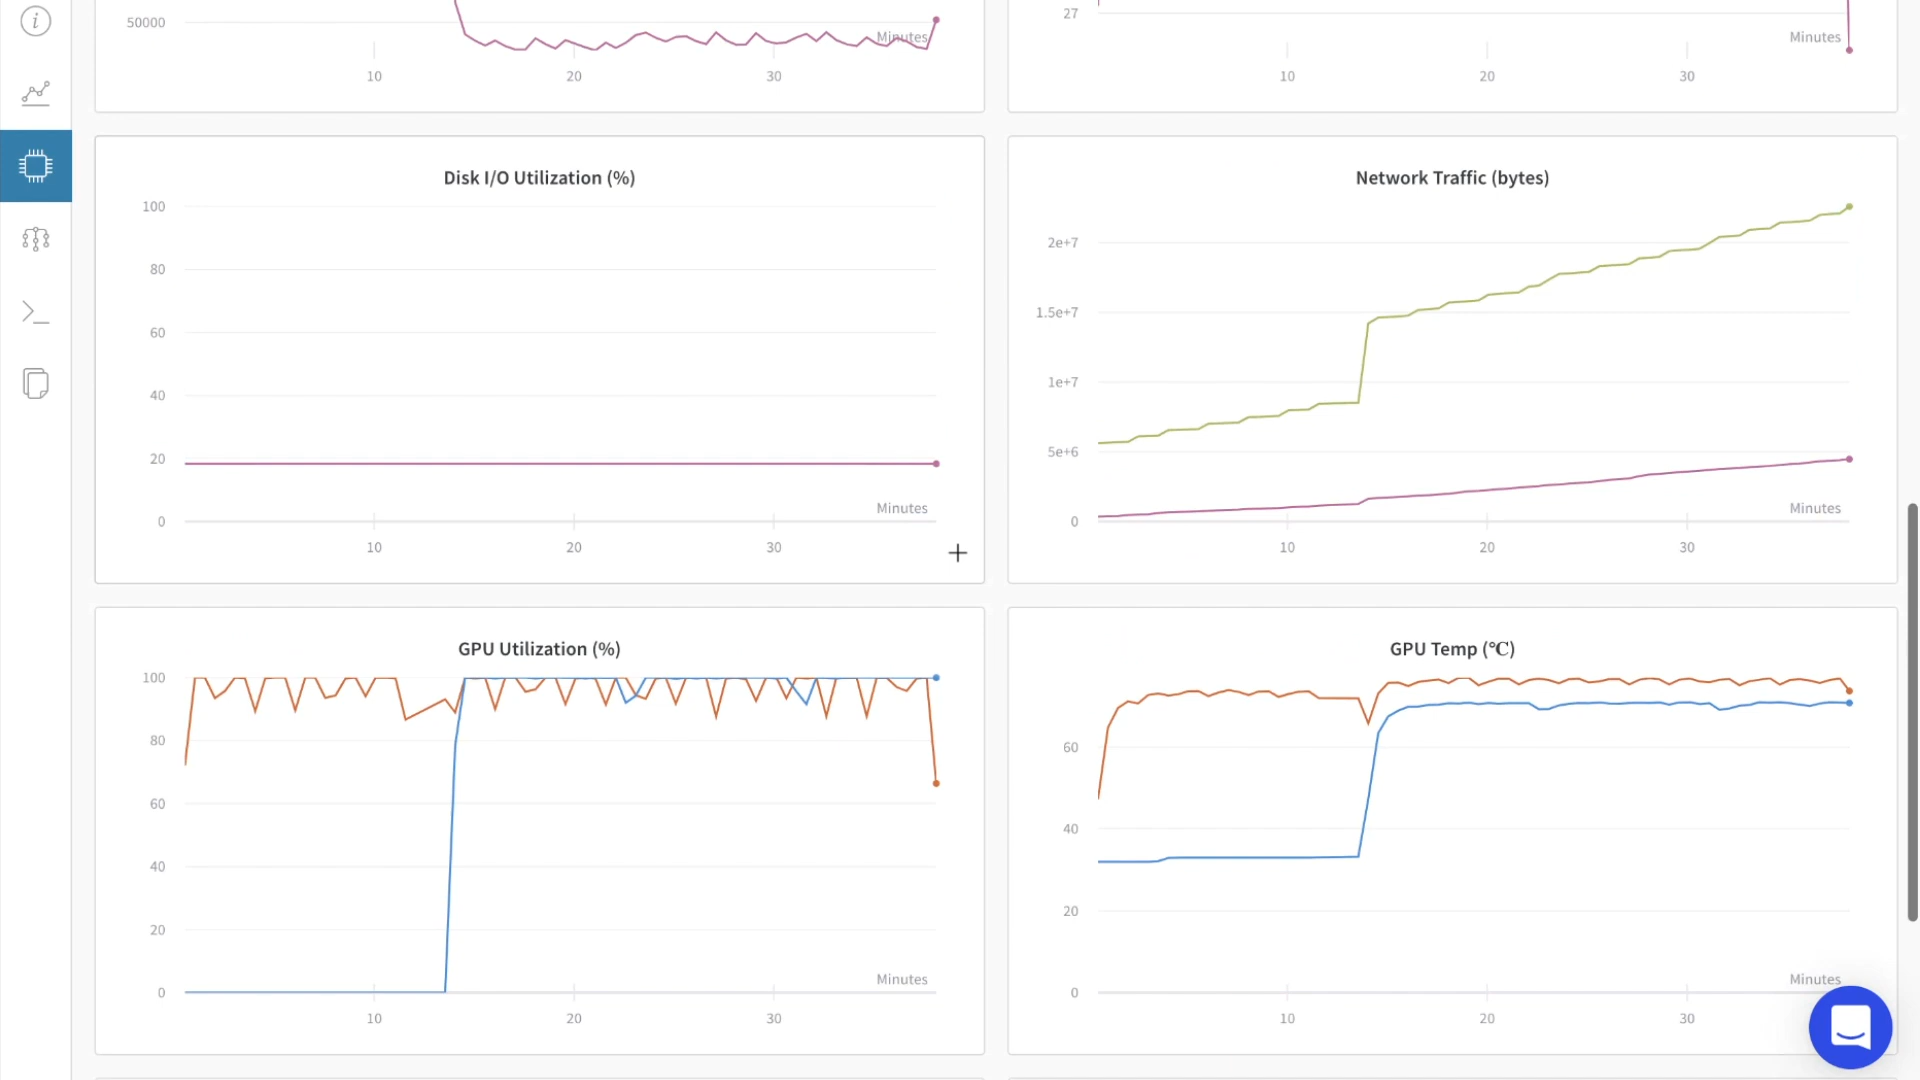 50000
Minutes
10 20 30
27
Minutes
10 20 30
Disk I/O Utilization (%)
100
80
60
40
20
0
Minutes
10 20 30
Network Traffic (bytes)
2e+7
1.5e+7
1e+7
5e+6
0
Minutes
10 20 30
GPU Utilization (%)
100
80
60
40
20
0
Minutes
10 20 30
GPU Temp (℃)
60
40
20
0
Minutes
10 20 30